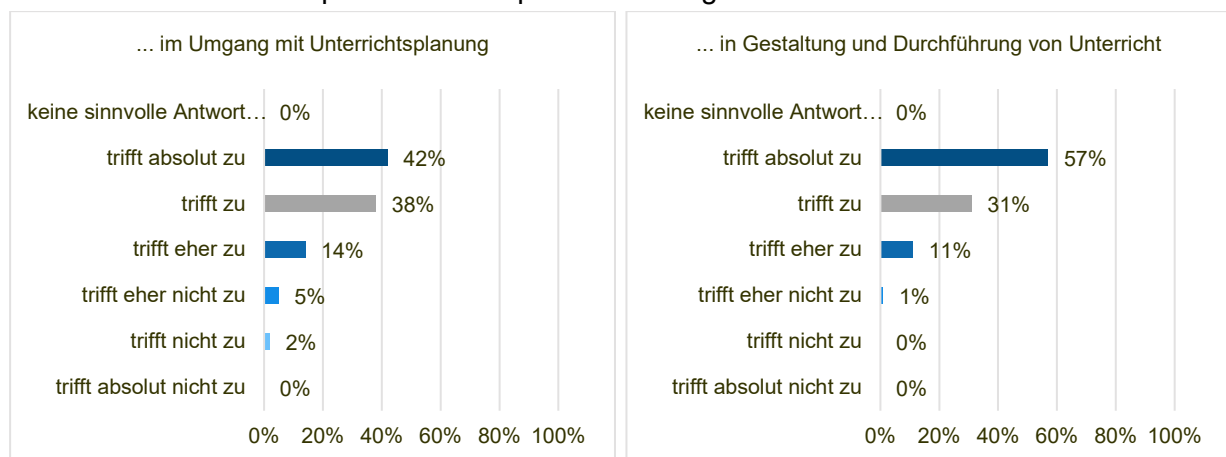 ... im Umgang mit Unterrichtsplanung
keine sinnvolle Antwort… 0%
trifft absolut zu 42%
trifft zu 38%
trifft eher zu 14%
trifft eher nicht zu 5%
trifft nicht zu 2%
trifft absolut nicht zu 0%
0% 20% 40% 60% 80% 100%
... in Gestaltung und Durchführung von Unterricht
keine sinnvolle Antwort… 0%
trifft absolut zu 57%
trifft zu 31%
trifft eher zu 11%
trifft eher nicht zu 1%
trifft nicht zu 0%
trifft absolut nicht zu 0%
0% 20% 40% 60% 80% 100%